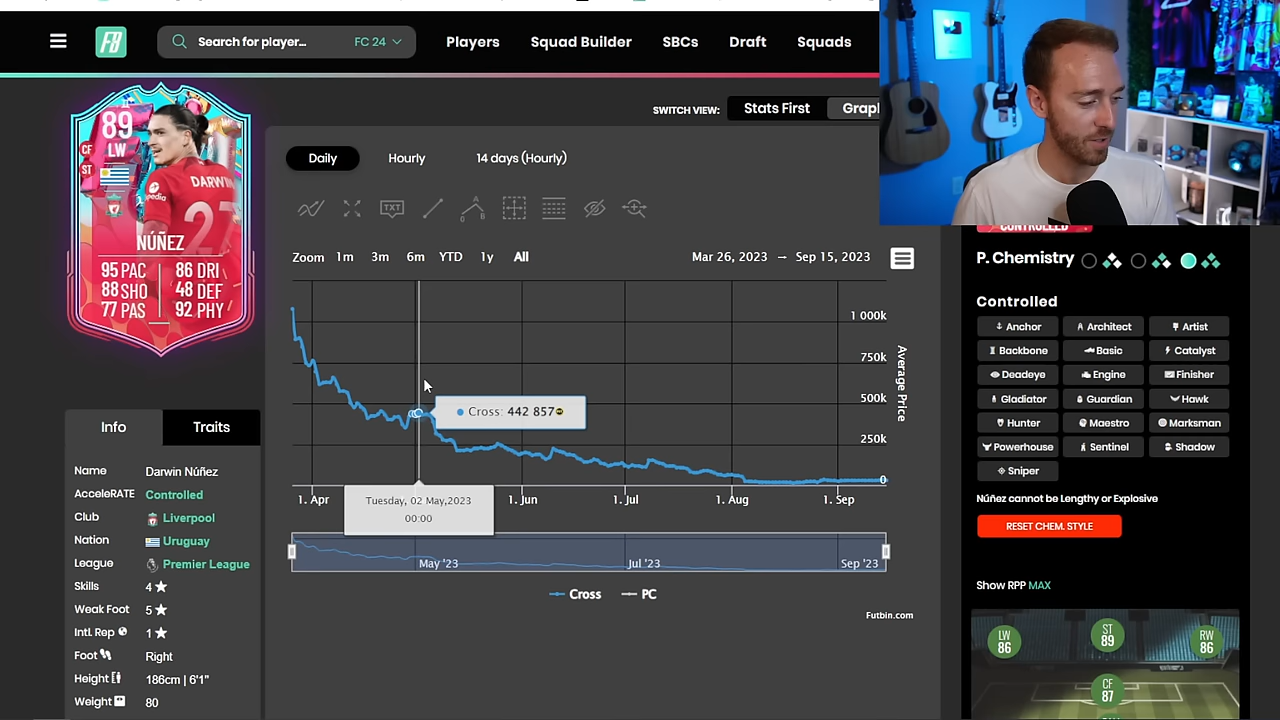 FB
Search for player...
FC 24
Players
Squad Builder
SBCs
Draft
Squads
SWITCH VIEW:
Stats First
Grap
89
LW
CF
ST
DARWIN
27
NÚÑEZ
95 PAC
86 DRI
88 SHO
48 DEF
77 PAS
92 PHY
Daily
Hourly
14 days (Hourly)
TXT
Zoom
1m
3m
6m
YTD
1y
All
Mar 26, 2023 → Sep 15, 2023
1 000k
750k
500k
250k
0
Average Price
Cross: 442 857
Tuesday, 02 May,2023
00:00
1. Apr
1. Jun
1. Jul
1. Aug
1. Sep
May '23
Jul '23
Sep '23
Cross
PC
Futbin.com
Info
Traits
Name
Darwin Núñez
AcceleRATE
Controlled
Club
Liverpool
Nation
Uruguay
League
Premier League
Skills
4
Weak Foot
5
Intl. Rep
1
Foot
Right
Height
186cm | 6'1"
Weight
80
CONTROLLED
P. Chemistry
Controlled
Anchor
Architect
Artist
Backbone
Basic
Catalyst
Deadeye
Engine
Finisher
Gladiator
Guardian
Hawk
Hunter
Maestro
Marksman
Powerhouse
Sentinel
Shadow
Sniper
Núñez cannot be Lengthy or Explosive
RESET CHEM. STYLE
Show RPP MAX
LW
86
ST
89
RW
86
CF
87